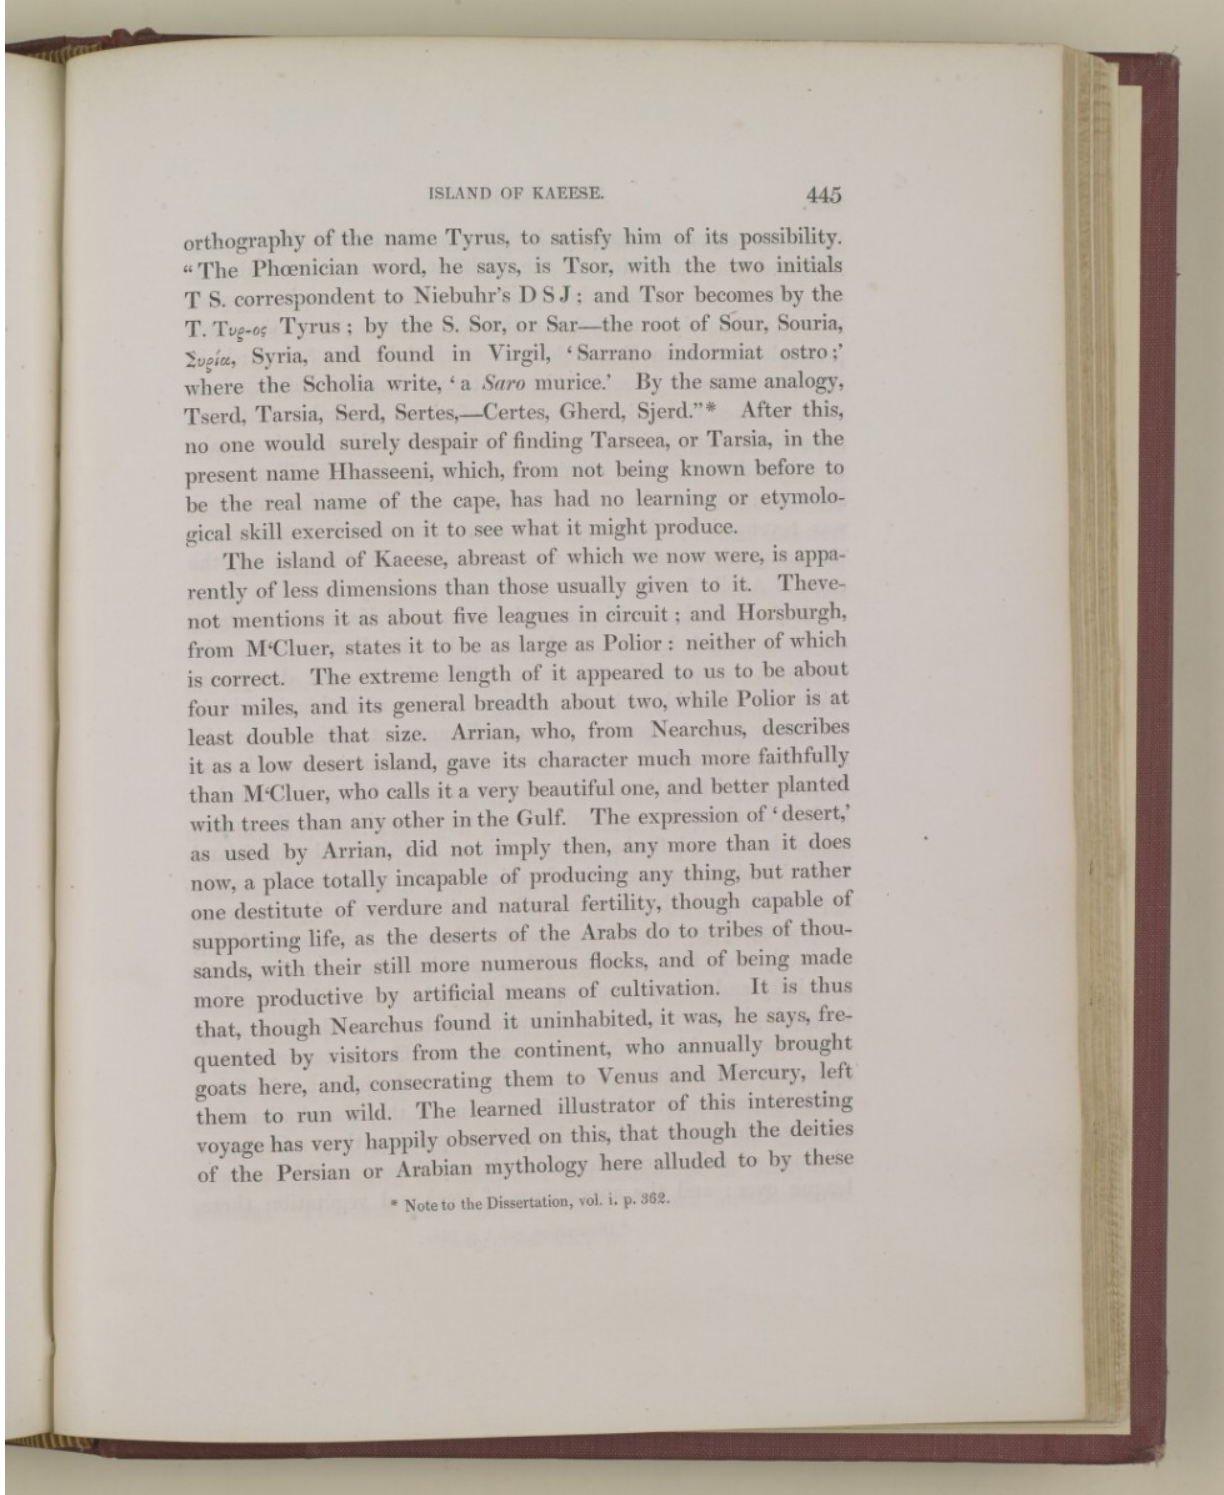 ISLAND OF KAEESE. 445
orthography of the name Tyrus, to satisfy him of its possibility.
“The Phœnician word, he says, is Tsor, with the two initials
T S. correspondent to Niebuhr's D S J; and Tsor becomes by the
T. Τυρ-ος Tyrus; by the S. Sor, or Sar—the root of Sour, Souria,
Συρία, Syria, and found in Virgil, ‘Sarrano indormiat ostro;’
where the Scholia write, ‘a Saro murice.’ By the same analogy,
Tserd, Tarsia, Serd, Sertes,—Certes, Gherd, Sjerd.”* After this,
no one would surely despair of finding Tarseea, or Tarsia, in the
present name Hhasseeni, which, from not being known before to
be the real name of the cape, has had no learning or etymolo-
gical skill exercised on it to see what it might produce.
The island of Kaeese, abreast of which we now were, is appa-
rently of less dimensions than those usually given to it. Theve-
not mentions it as about five leagues in circuit; and Horsburgh,
from M‘Cluer, states it to be as large as Polior: neither of which
is correct. The extreme length of it appeared to us to be about
four miles, and its general breadth about two, while Polior is at
least double that size. Arrian, who, from Nearchus, describes
it as a low desert island, gave its character much more faithfully
than M‘Cluer, who calls it a very beautiful one, and better planted
with trees than any other in the Gulf. The expression of ‘desert,’
as used by Arrian, did not imply then, any more than it does
now, a place totally incapable of producing any thing, but rather
one destitute of verdure and natural fertility, though capable of
supporting life, as the deserts of the Arabs do to tribes of thou-
sands, with their still more numerous flocks, and of being made
more productive by artificial means of cultivation. It is thus
that, though Nearchus found it uninhabited, it was, he says, fre-
quented by visitors from the continent, who annually brought
goats here, and, consecrating them to Venus and Mercury, left
them to run wild. The learned illustrator of this interesting
voyage has very happily observed on this, that though the deities
of the Persian or Arabian mythology here alluded to by these
* Note to the Dissertation, vol. i. p. 362.